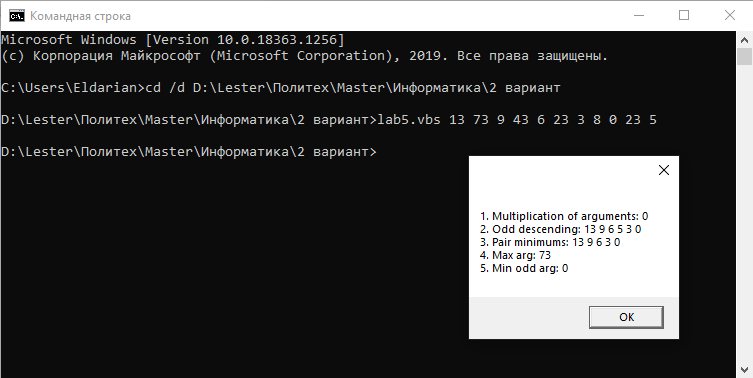 Командная строка
Microsoft Windows [Version 10.0.18363.1256]
(c) Корпорация Майкрософт (Microsoft Corporation), 2019. Все права защищены.
C:\Users\Eldarian>cd /d D:\Lester\Политех\Master\Информатика\2 вариант
D:\Lester\Политех\Master\Информатика\2 вариант>lab5.vbs 13 73 9 43 6 23 3 8 0 23 5
D:\Lester\Политех\Master\Информатика\2 вариант>
1. Multiplication of arguments: 0
2. Odd descending: 13 9 6 5 3 0
3. Pair minimums: 13 9 6 3 0
4. Max arg: 73
5. Min odd arg: 0
OK